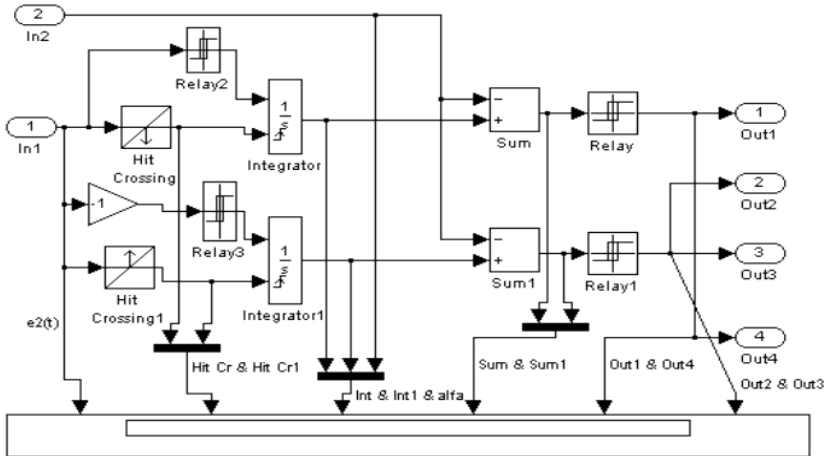 2
In2
Relay2
1
In1
Hit
Crossing
1
s
Integrator
-
+
Sum
Relay
1
Out1
2
Out2
-1
Relay3
Hit
Crossing1
1
s
Integrator1
-
+
Sum1
Relay1
3
Out3
4
Out4
e2(t)
Hit Cr & Hit Cr1
Int & Int1 & alfa
Sum & Sum1
Out1 & Out4
Out2 & Out3